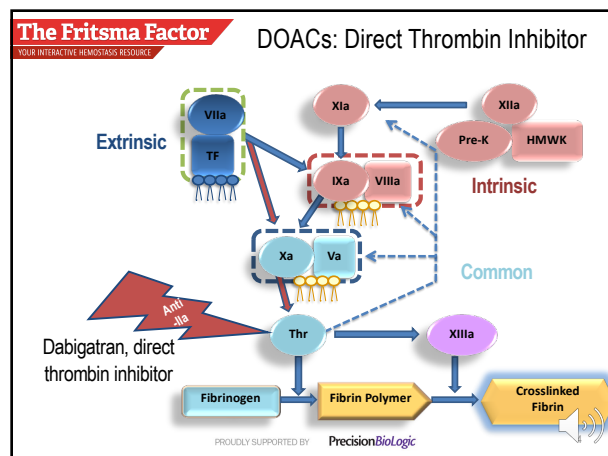 The Fritsma Factor
YOUR INTERACTIVE HEMOSTASIS RESOURCE
DOACs: Direct Thrombin Inhibitor
VIIa
TF
Extrinsic
XIa
XIIa
Pre-K
HMWK
IXa
VIIIa
Intrinsic
Xa
Va
Common
Anti
-IIa
Thr
XIIIa
Dabigatran, direct
thrombin inhibitor
Fibrinogen
Fibrin Polymer
Crosslinked
Fibrin
PROUDLY SUPPORTED BY PrecisionBioLogic